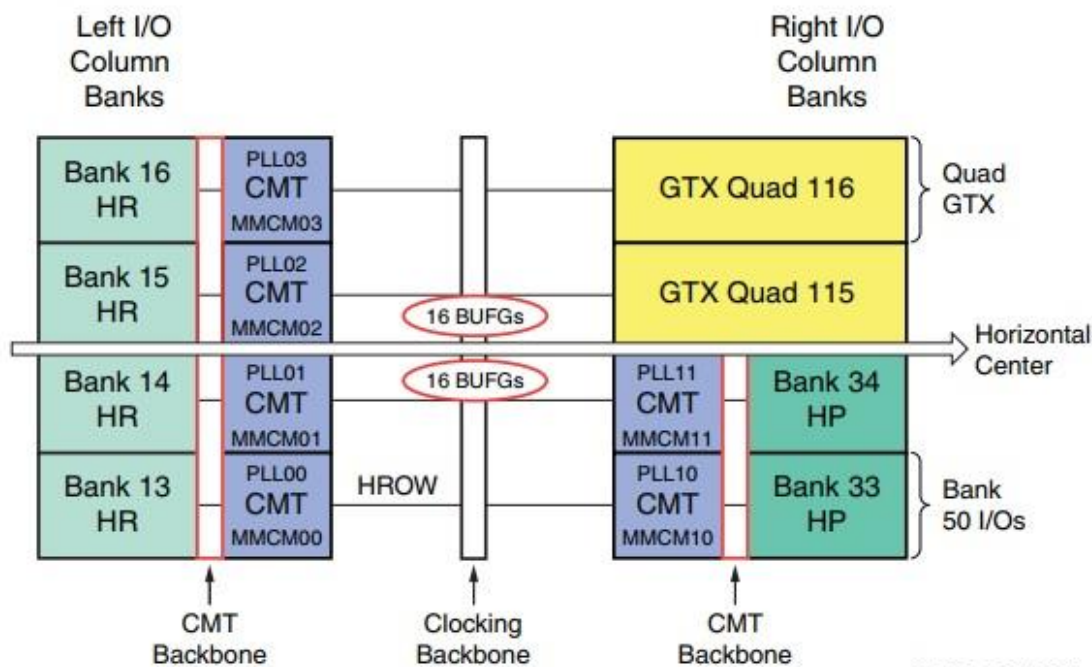 Left I/O
Column
Banks
Right I/O
Column
Banks
Bank 16
HR
PLL03
CMT
MMCM03
GTX Quad 116
Quad
GTX
Bank 15
HR
PLL02
CMT
MMCM02
16 BUFGs
GTX Quad 115
Horizontal
Center
Bank 14
HR
PLL01
CMT
MMCM01
16 BUFGs
PLL11
CMT
MMCM11
Bank 34
HP
Bank 13
HR
PLL00
CMT
MMCM00
HROW
PLL10
CMT
MMCM10
Bank 33
HP
Bank
50 I/Os
CMT
Backbone
Clocking
Backbone
CMT
Backbone